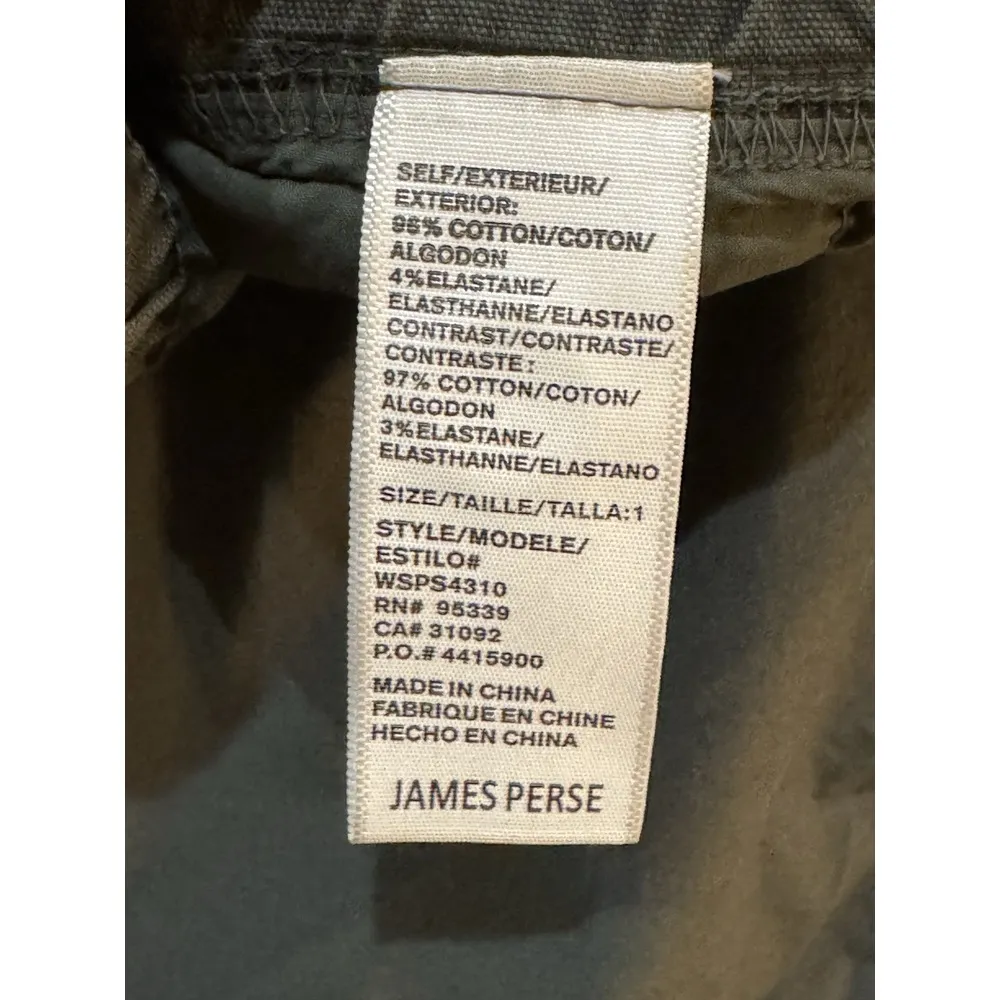 SELF/EXTERIEUR/
EXTERIOR:
96% COTTON/COTON/
ALGODON
4%ELASTANE/
ELASTHANNE/ELASTANO
CONTRAST/CONTRASTE/
CONTRASTE:
97% COTTON/COTON/
ALGODON
3%ELASTANE/
ELASTHANNE/ELASTANO
SIZE/TAILLE/TALLA:1
STYLE/MODELE/
ESTILO#
WSPS4310
RN# 95339
CA# 31092
P.O.# 4415900
MADE IN CHINA
FABRIQUE EN CHINE
HECHO EN CHINA
JAMES PERSE